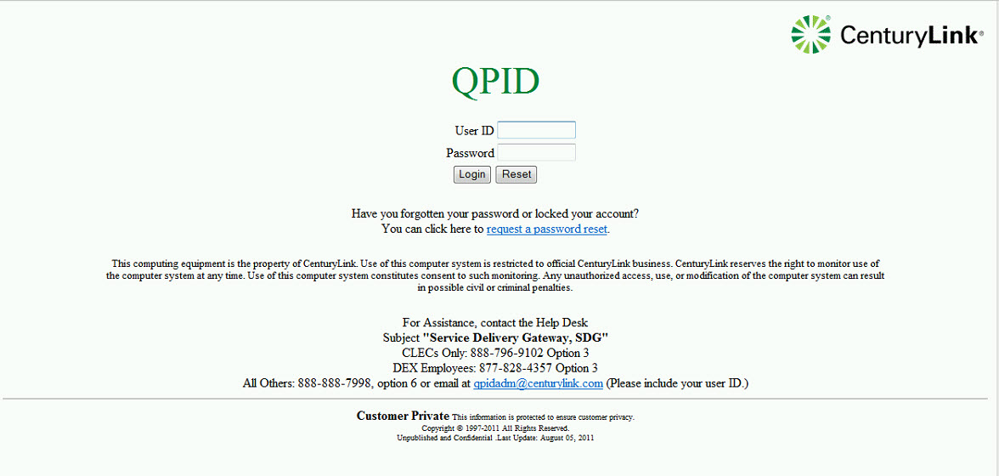 CenturyLink®
QPID
User ID
Password
Login Reset
Have you forgotten your password or locked your account?
You can click here to request a password reset.
This computing equipment is the property of CenturyLink. Use of this computer system is restricted to official CenturyLink business. CenturyLink reserves the right to monitor use of
the computer system at any time. Use of this computer system constitutes consent to such monitoring. Any unauthorized access, use, or modification of the computer system can result
in possible civil or criminal penalties.
For Assistance, contact the Help Desk
Subject "Service Delivery Gateway, SDG"
CLECs Only: 888-796-9102 Option 3
DEX Employees: 877-828-4357 Option 3
All Others: 888-888-7998, option 6 or email at qpidadm@centurylink.com (Please include your user ID.)
Customer Private This information is protected to ensure customer privacy.
Copyright © 1997-2011 All Rights Reserved.
Unpublished and Confidential .Last Update: August 05, 2011